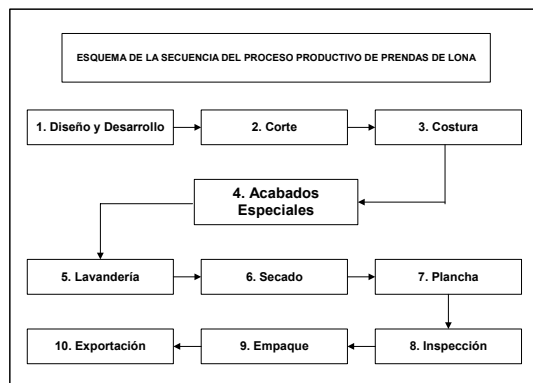 ESQUEMA DE LA SECUENCIA DEL PROCESO PRODUCTIVO DE PRENDAS DE LONA
1. Diseño y Desarrollo
2. Corte
3. Costura
4. Acabados
Especiales
5. Lavandería
6. Secado
7. Plancha
8. Inspección
9. Empaque
10. Exportación